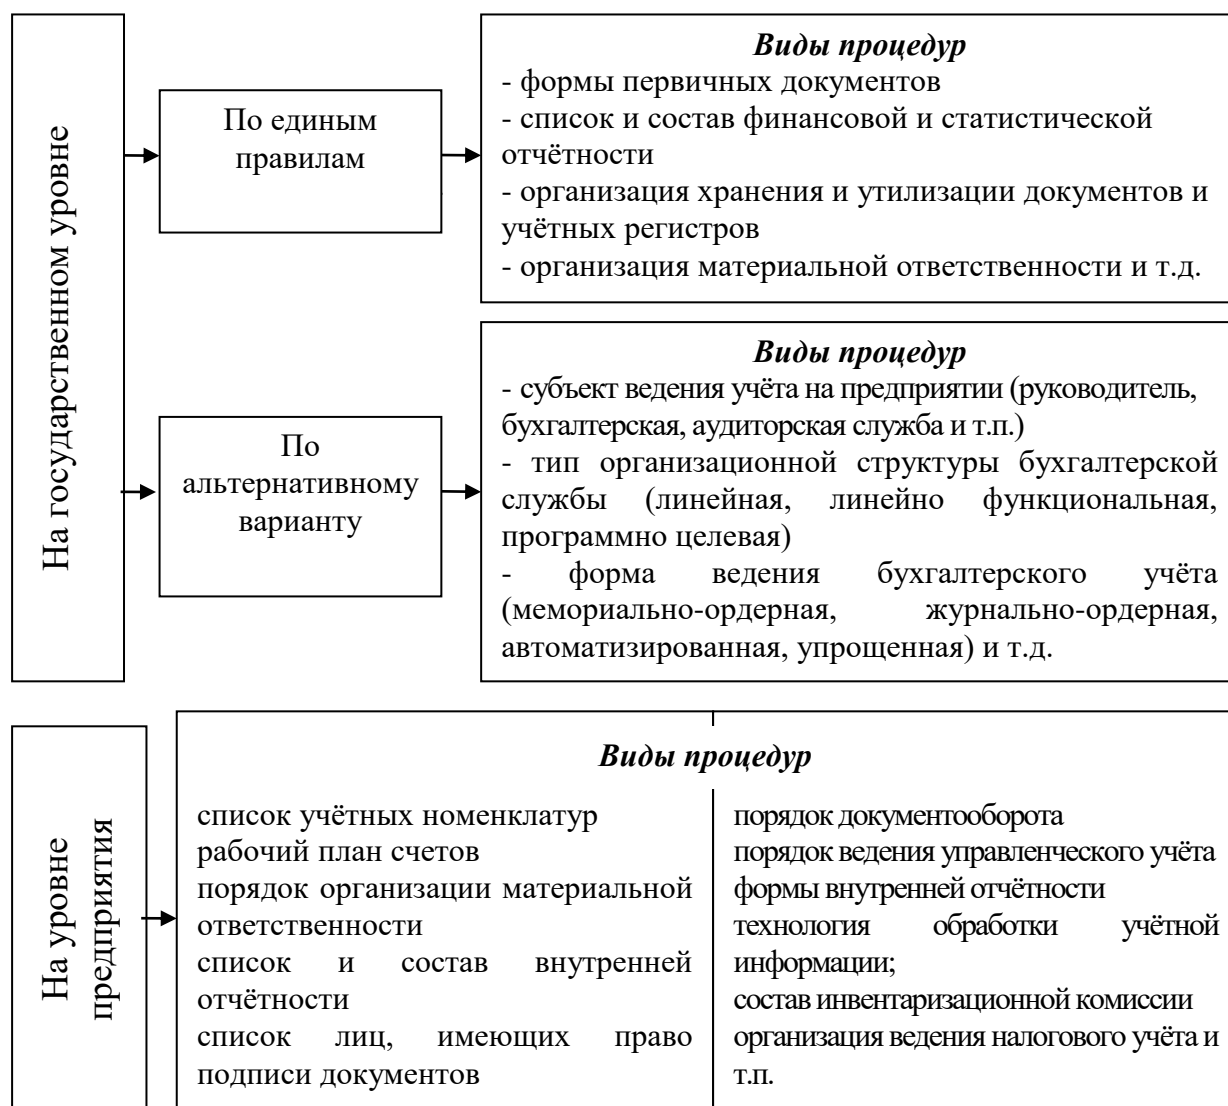 На государственном уровне
По единым
правилам
Виды процедур
- формы первичных документов
- список и состав финансовой и статистической
отчётности
- организация хранения и утилизации документов и
учётных регистров
- организация материальной ответственности и т.д.
По
альтернативному
варианту
Виды процедур
- субъект ведения учёта на предприятии (руководитель,
бухгалтерская, аудиторская служба и т.п.)
- тип организационной структуры бухгалтерской
службы (линейная, линейно функциональная,
программно целевая)
- форма ведения бухгалтерского учёта
(мемориально-ордерная, журнально-ордерная,
автоматизированная, упрощенная) и т.д.
На уровне
предприятия
Виды процедур
список учётных номенклатур
рабочий план счетов
порядок организации материальной
ответственности
список и состав внутренней
отчётности
список лиц, имеющих право
подписи документов
порядок документооборота
порядок ведения управленческого учёта
формы внутренней отчётности
технология обработки учётной
информации;
состав инвентаризационной комиссии
организация ведения налогового учёта и
т.п.